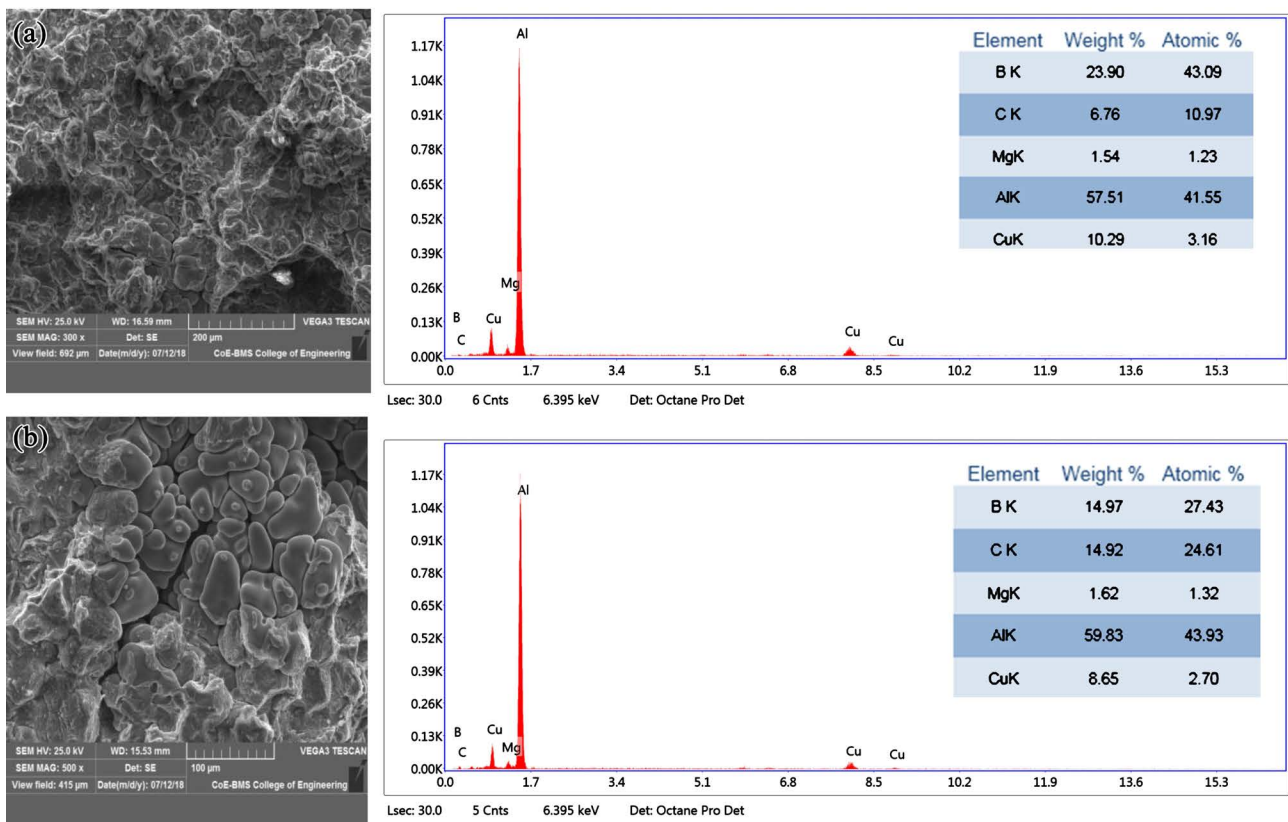 (a)
SEM HV: 25.0 kV WD: 16.59 mm VEGA3 TESCAN
SEM MAG: 300 x Det: SE 200 µm
View field: 692 µm Date(m/d/y): 07/12/18 CoE-BMS College of Engineering
1.17K
1.04K
0.91K
0.78K
0.65K
0.52K
0.39K
0.26K
0.13K
0.00K
Al
Mg
B
C
Cu
Cu
Cu
0.0 1.7 3.4 5.1 6.8 8.5 10.2 11.9 13.6 15.3
Lsec: 30.0 6 Cnts 6.395 keV Det: Octane Pro Det
Element Weight % Atomic %
B K 23.90 43.09
C K 6.76 10.97
MgK 1.54 1.23
AlK 57.51 41.55
CuK 10.29 3.16
(b)
SEM HV: 25.0 kV WD: 15.53 mm VEGA3 TESCAN
SEM MAG: 500 x Det: SE 100 µm
View field: 415 µm Date(m/d/y): 07/12/18 CoE-BMS College of Engineering
1.17K
1.04K
0.91K
0.78K
0.65K
0.52K
0.39K
0.26K
0.13K
0.00K
Al
B
C
Cu
Mg
Cu
Cu
0.0 1.7 3.4 5.1 6.8 8.5 10.2 11.9 13.6 15.3
Lsec: 30.0 5 Cnts 6.395 keV Det: Octane Pro Det
Element Weight % Atomic %
B K 14.97 27.43
C K 14.92 24.61
MgK 1.62 1.32
AlK 59.83 43.93
CuK 8.65 2.70